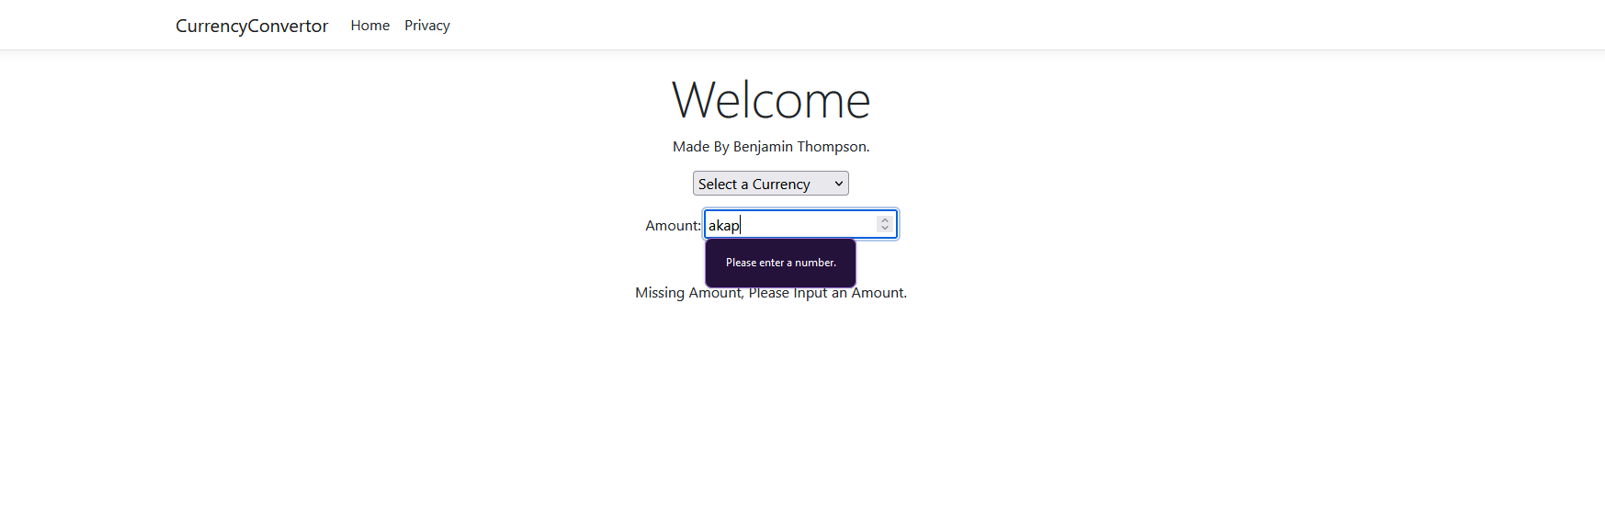 CurrencyConvertor Home Privacy
Welcome
Made By Benjamin Thompson.
Select a Currency
Amount: akap
Please enter a number.
Missing Amount, Please Input an Amount.